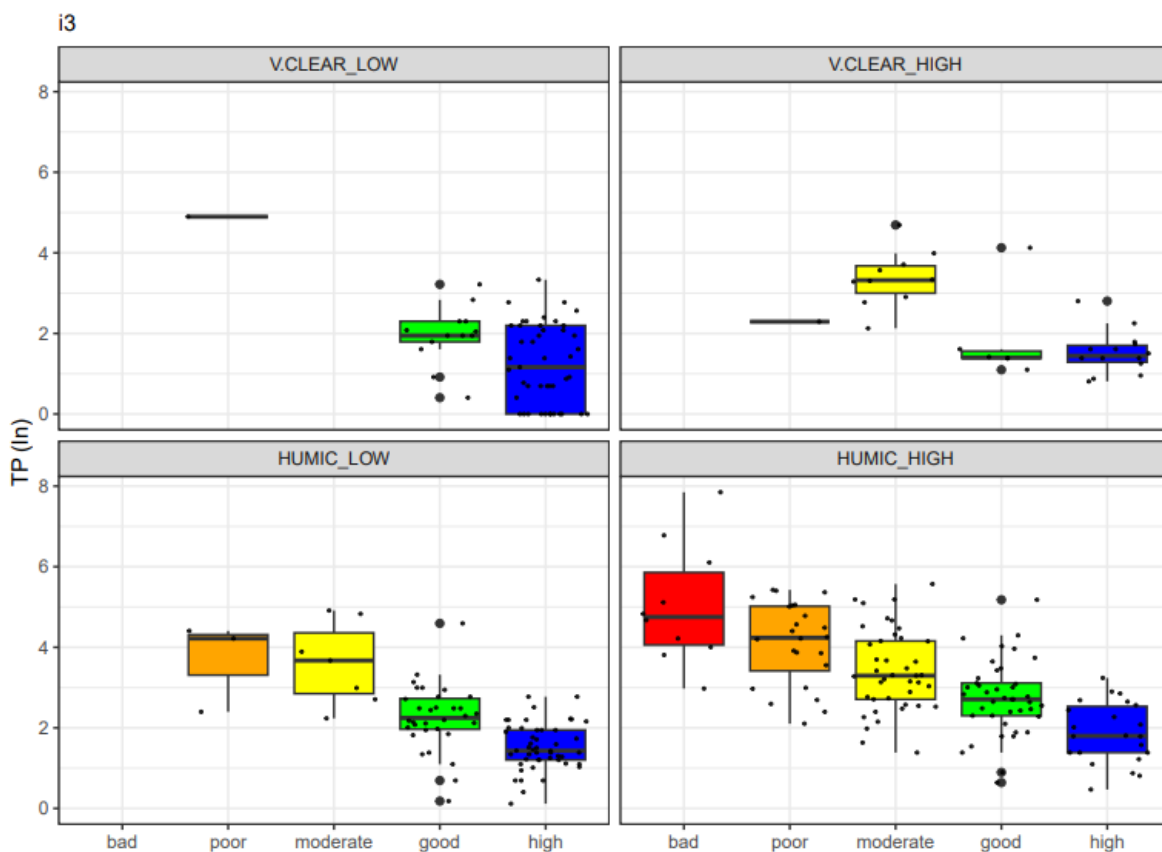 i3
V.CLEAR_LOW V.CLEAR_HIGH
8
6
4
2
0
TP (ln)
HUMIC_LOW HUMIC_HIGH
8
6
4
2
0
bad poor moderate good high bad poor moderate good high